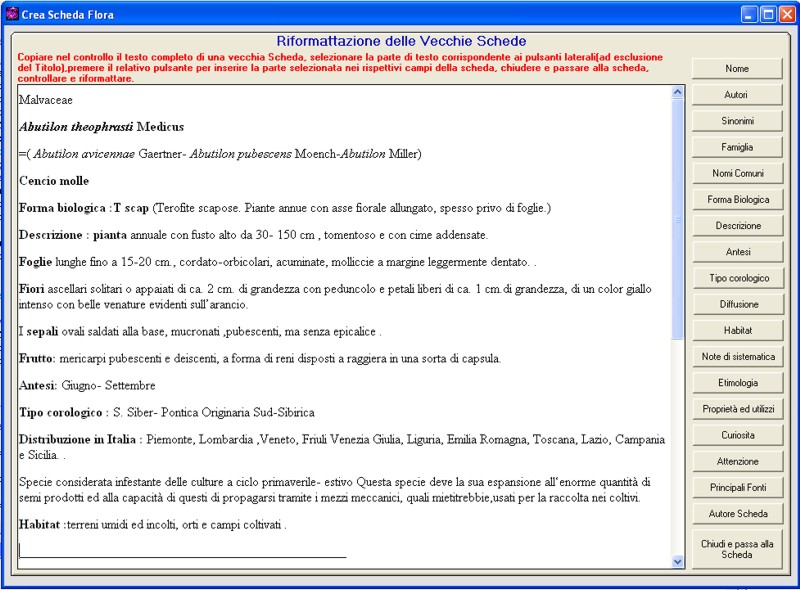 Crea Scheda Flora
Riformattazione delle Vecchie Schede
Copiare nel controllo il testo completo di una vecchia Scheda, selezionare la parte di testo corrispondente ai pulsanti laterali(ad esclusione
del Titolo),premere il relativo pulsante per inserire la parte selezionata nei rispettivi campi della scheda, chiudere e passare alla scheda,
controllare e riformattare.
Malvaceae
Abutilon theophrasti Medicus
=( Abutilon avicennae Gaertner- Abutilon pubescens Moench-Abutilon Miller)
Cencio molle
Forma biologica :T scap (Terofite scapose. Piante annue con asse fiorale allungato, spesso privo di foglie.)
Descrizione : pianta annuale con fusto alto da 30- 150 cm , tomentoso e con cime addensate.
Foglie lunghe fino a 15-20 cm., cordato-orbicolari, acuminate, molliccie a margine leggermente dentato. .
Fiori ascellari solitari o appaiati di ca. 2 cm. di grandezza con peduncolo e petali liberi di ca. 1 cm.di grandezza, di un color giallo
intenso con belle venature evidenti sull'arancio.
I sepali ovali saldati alla base, mucronati ,pubescenti, ma senza epicalice .
Frutto: mericarpi pubescenti e deiscenti, a forma di reni disposti a raggiera in una sorta di capsula.
Antesi: Giugno- Settembre
Tipo corologico : S. Siber- Pontica Originaria Sud-Sibirica
Distribuzione in Italia : Piemonte, Lombardia ,Veneto, Friuli Venezia Giulia, Liguria, Emilia Romagna, Toscana, Lazio, Campania
e Sicilia. .
Specie considerata infestante delle culture a ciclo primaverile- estivo Questa specie deve la sua espansione all'enorme quantità di
semi prodotti ed alla capacità di questi di propagarsi tramite i mezzi meccanici, quali mietitrebbie,usati per la raccolta nei coltivi.
Habitat :terreni umidi ed incolti, orti e campi coltivati .
Nome
Autori
Sinonimi
Famiglia
Nomi Comuni
Forma Biologica
Descrizione
Antesi
Tipo corologico
Diffusione
Habitat
Note di sistematica
Etimologia
Proprietà ed utilizzi
Curiosita
Attenzione
Principali Fonti
Autore Scheda
Chiudi e passa alla
Scheda